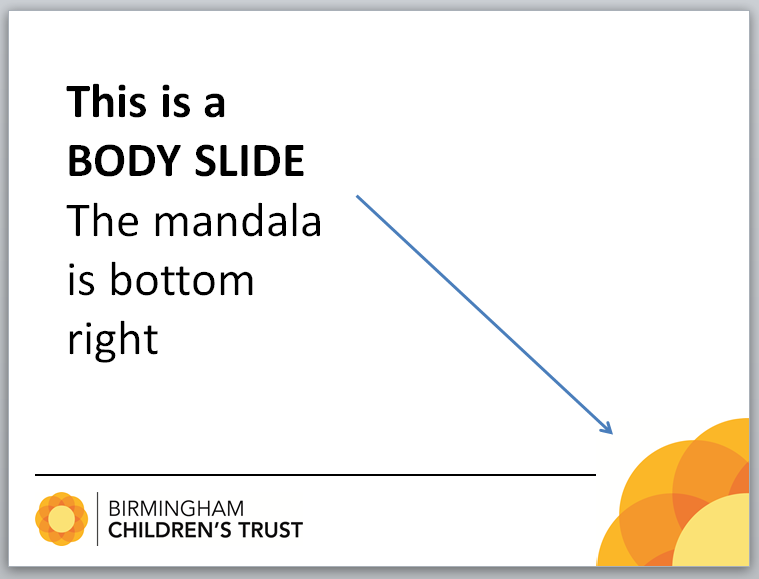 This is a
BODY SLIDE
The mandala
is bottom
right
BIRMINGHAM
CHILDREN'S TRUST